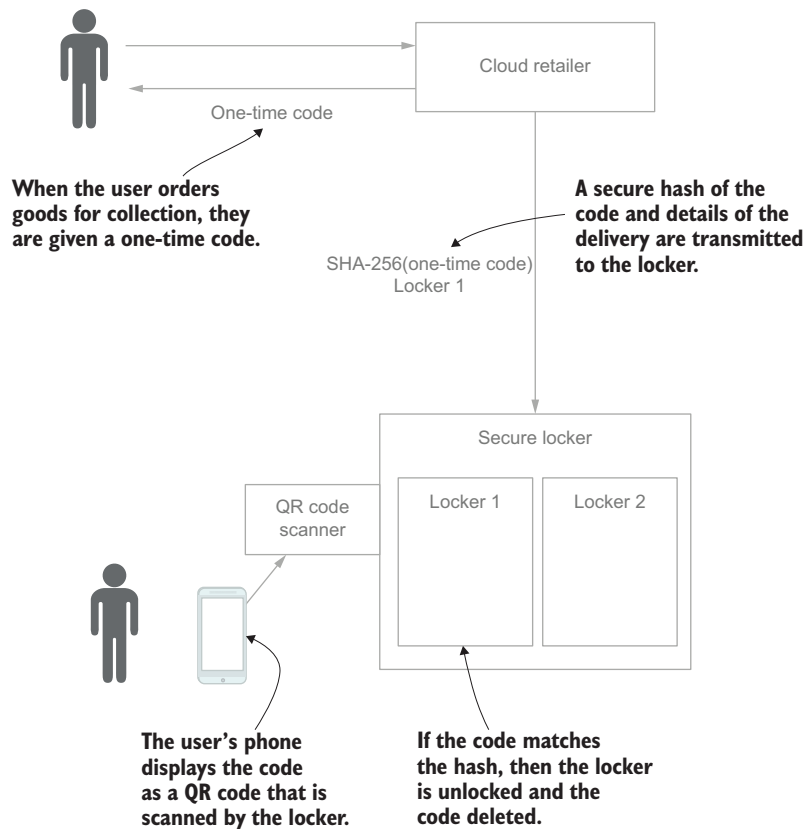 Cloud retailer
One-time code
When the user orders
goods for collection, they
are given a one-time code.
A secure hash of the
code and details of the
delivery are transmitted
to the locker.
SHA-256(one-time code)
Locker 1
Secure locker
QR code
scanner
Locker 1
Locker 2
The user’s phone
displays the code
as a QR code that is
scanned by the locker.
If the code matches
the hash, then the locker
is unlocked and the
code deleted.